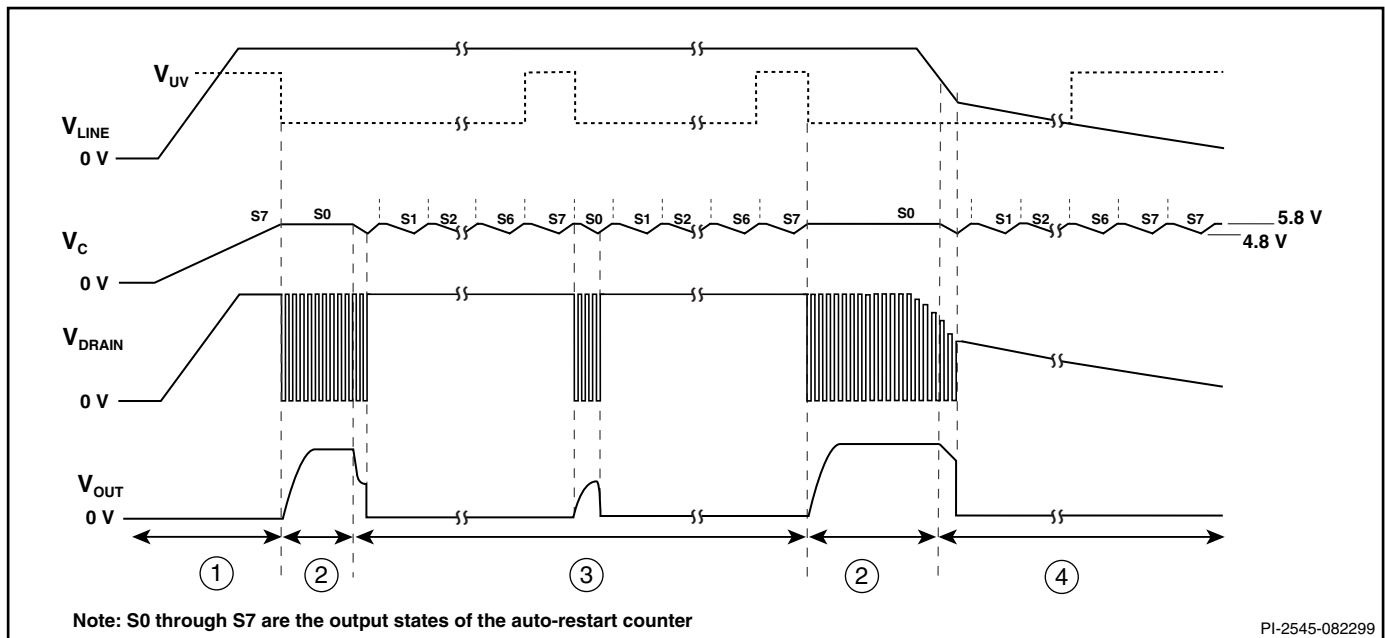 V_UV
V_LINE
0 V
S7 S0 S1 S2 S6 S7 S0 S1 S2 S6 S7 S0 S1 S2 S6 S7 S7
5.8 V
V_C
4.8 V
0 V
V_DRAIN
0 V
V_OUT
0 V
1 2 3 2 4
Note: S0 through S7 are the output states of the auto-restart counter
PI-2545-082299